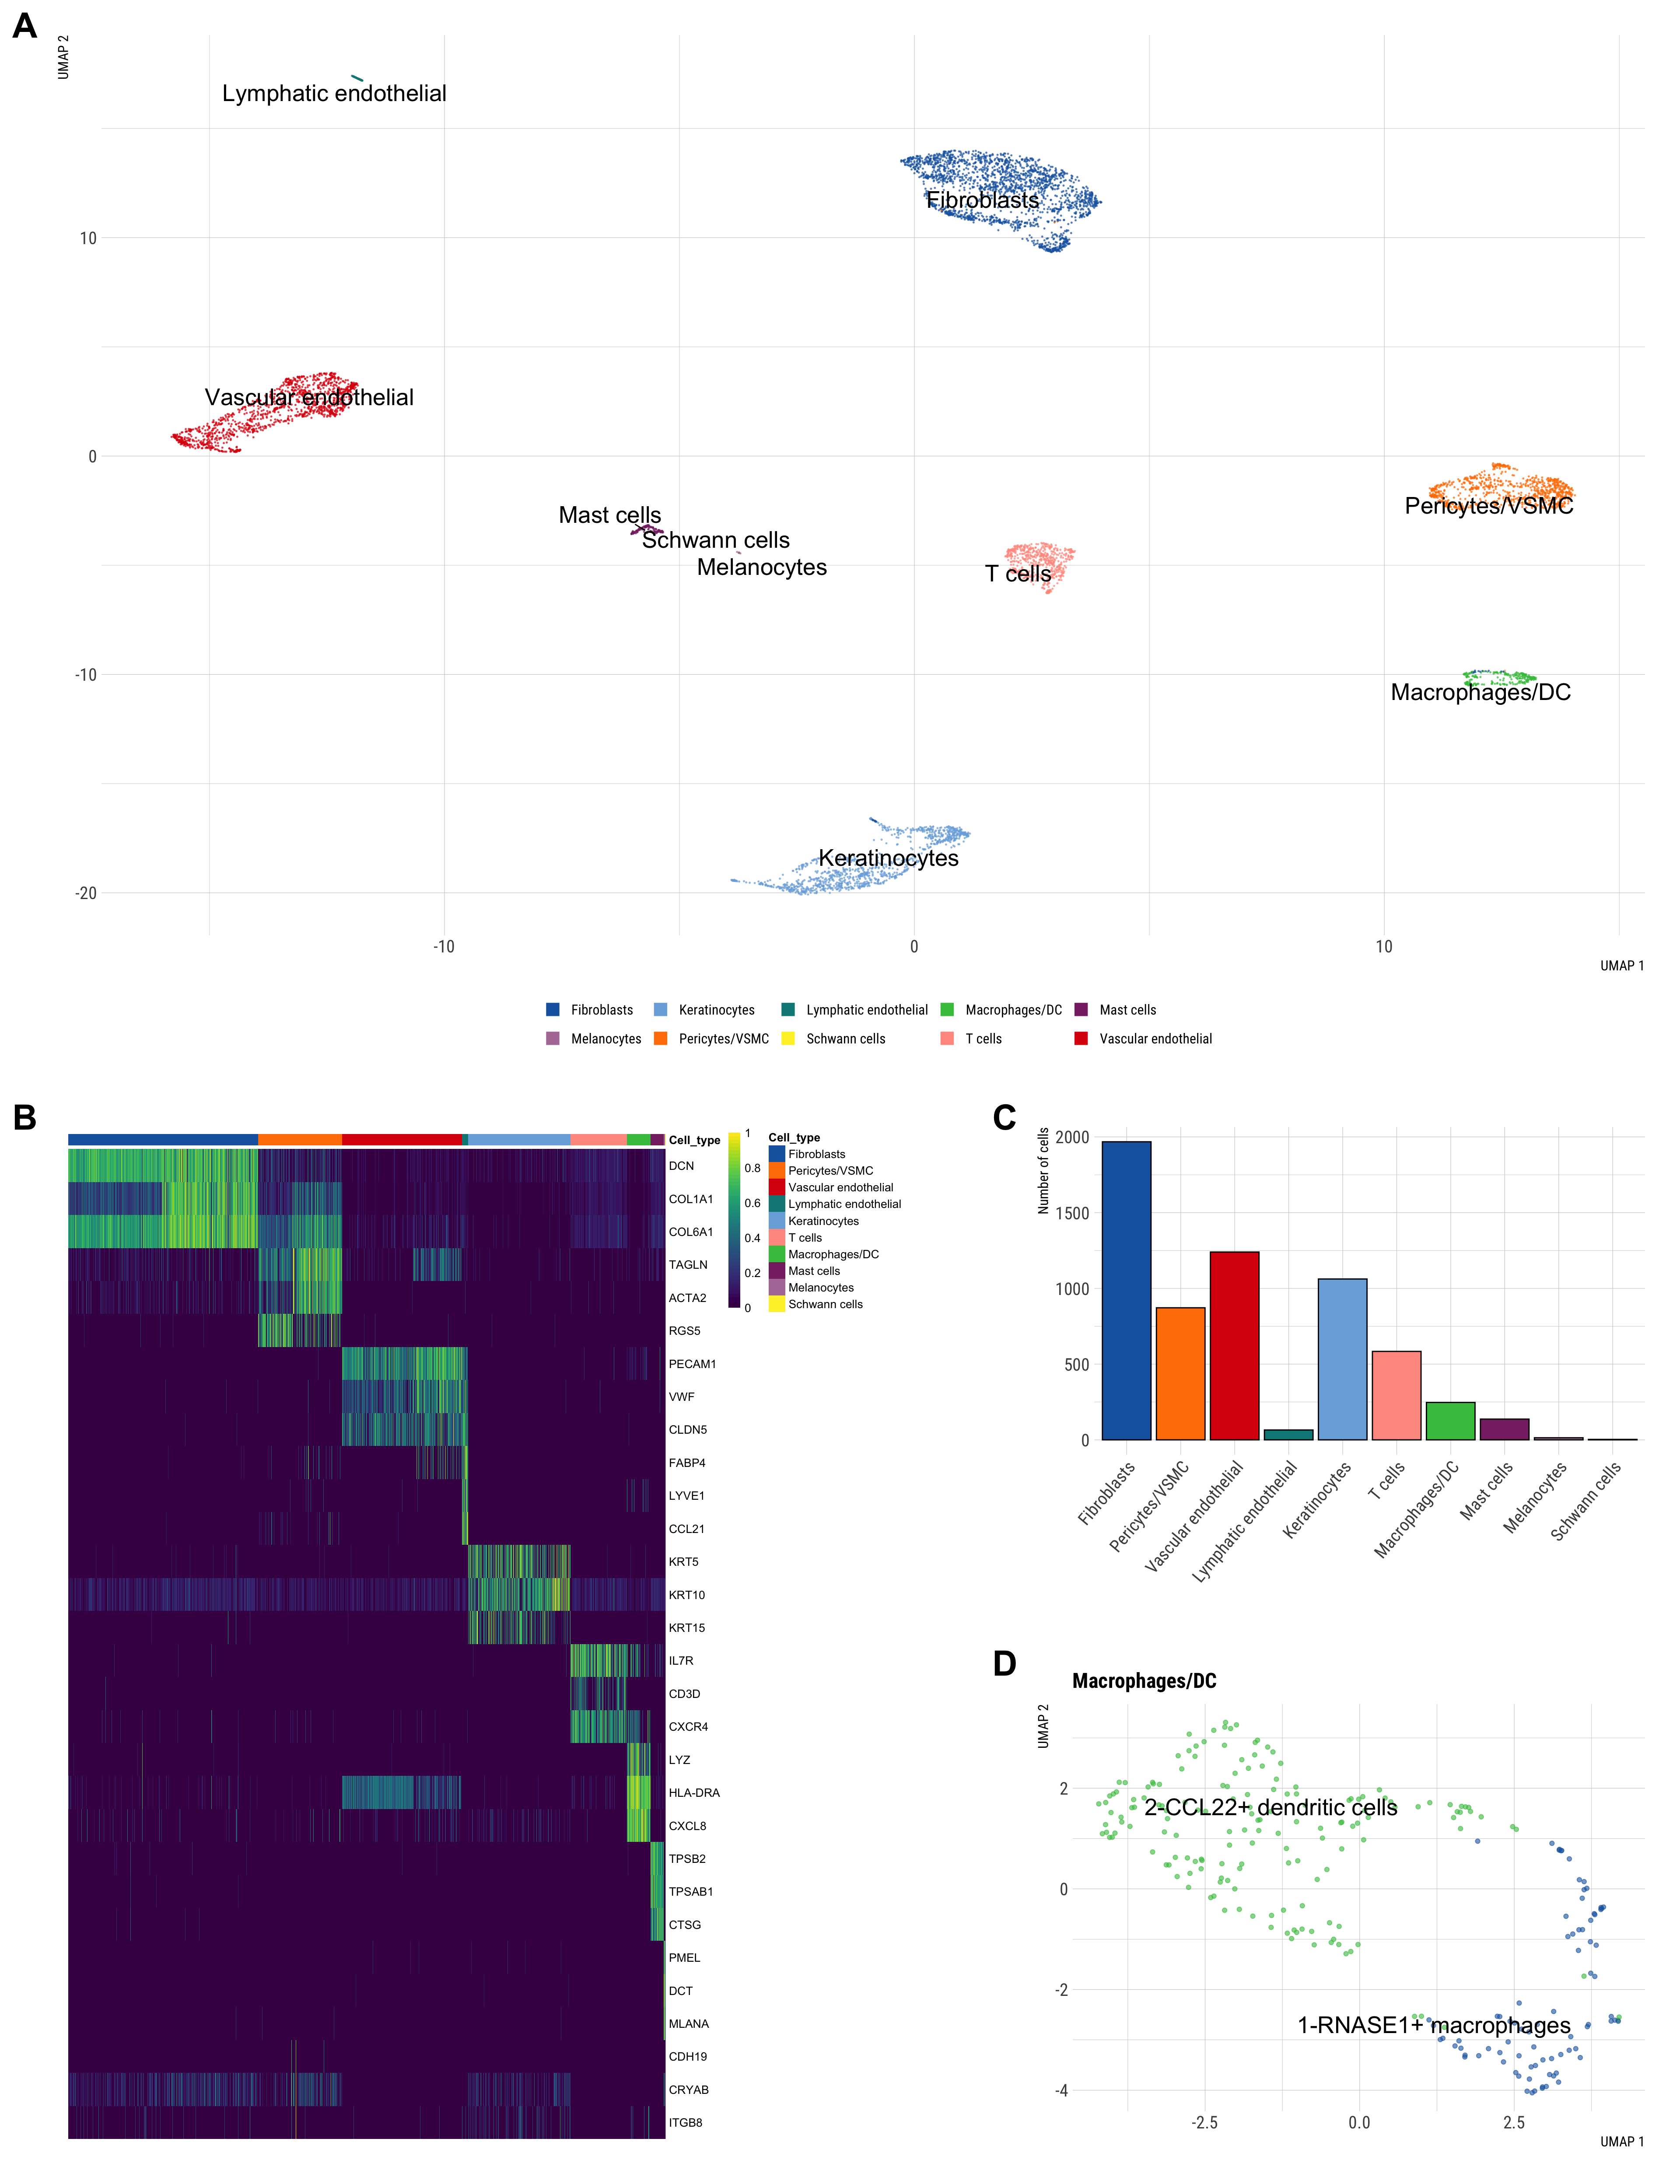 A
UMAP 2
Lymphatic endothelial
Fibroblasts
10
Vascular endothelial
0
Pericytes/VSMC
Mast cells
Schwann cells
Melanocytes
T cells
-10
Macrophages/DC
Keratinocytes
-20
-10 0 10
UMAP 1
Fibroblasts Keratinocytes Lymphatic endothelial Macrophages/DC Mast cells
Melanocytes Pericytes/VSMC Schwann cells T cells Vascular endothelial
B
Cell_type
DCN
COL1A1
COL6A1
TAGLN
ACTA2
RGS5
PECAM1
VWF
CLDN5
FABP4
LYVE1
CCL21
KRT5
KRT10
KRT15
IL7R
CD3D
CXCR4
LYZ
HLA-DRA
CXCL8
TPSB2
TPSAB1
CTSG
PMEL
DCT
MLANA
CDH19
CRYAB
ITGB8
1
0.8
0.6
0.4
0.2
0
Cell_type
Fibroblasts
Pericytes/VSMC
Vascular endothelial
Lymphatic endothelial
Keratinocytes
T cells
Macrophages/DC
Mast cells
Melanocytes
Schwann cells
C
Number of cells
2000
1500
1000
500
0
Fibroblasts
Pericytes/VSMC
Vascular endothelial
Lymphatic endothelial
Keratinocytes
T cells
Macrophages/DC
Mast cells
Melanocytes
Schwann cells
D
Macrophages/DC
UMAP 2
2
2-CCL22+ dendritic cells
0
-2
1-RNASE1+ macrophages
-4
-2.5 0.0 2.5
UMAP 1